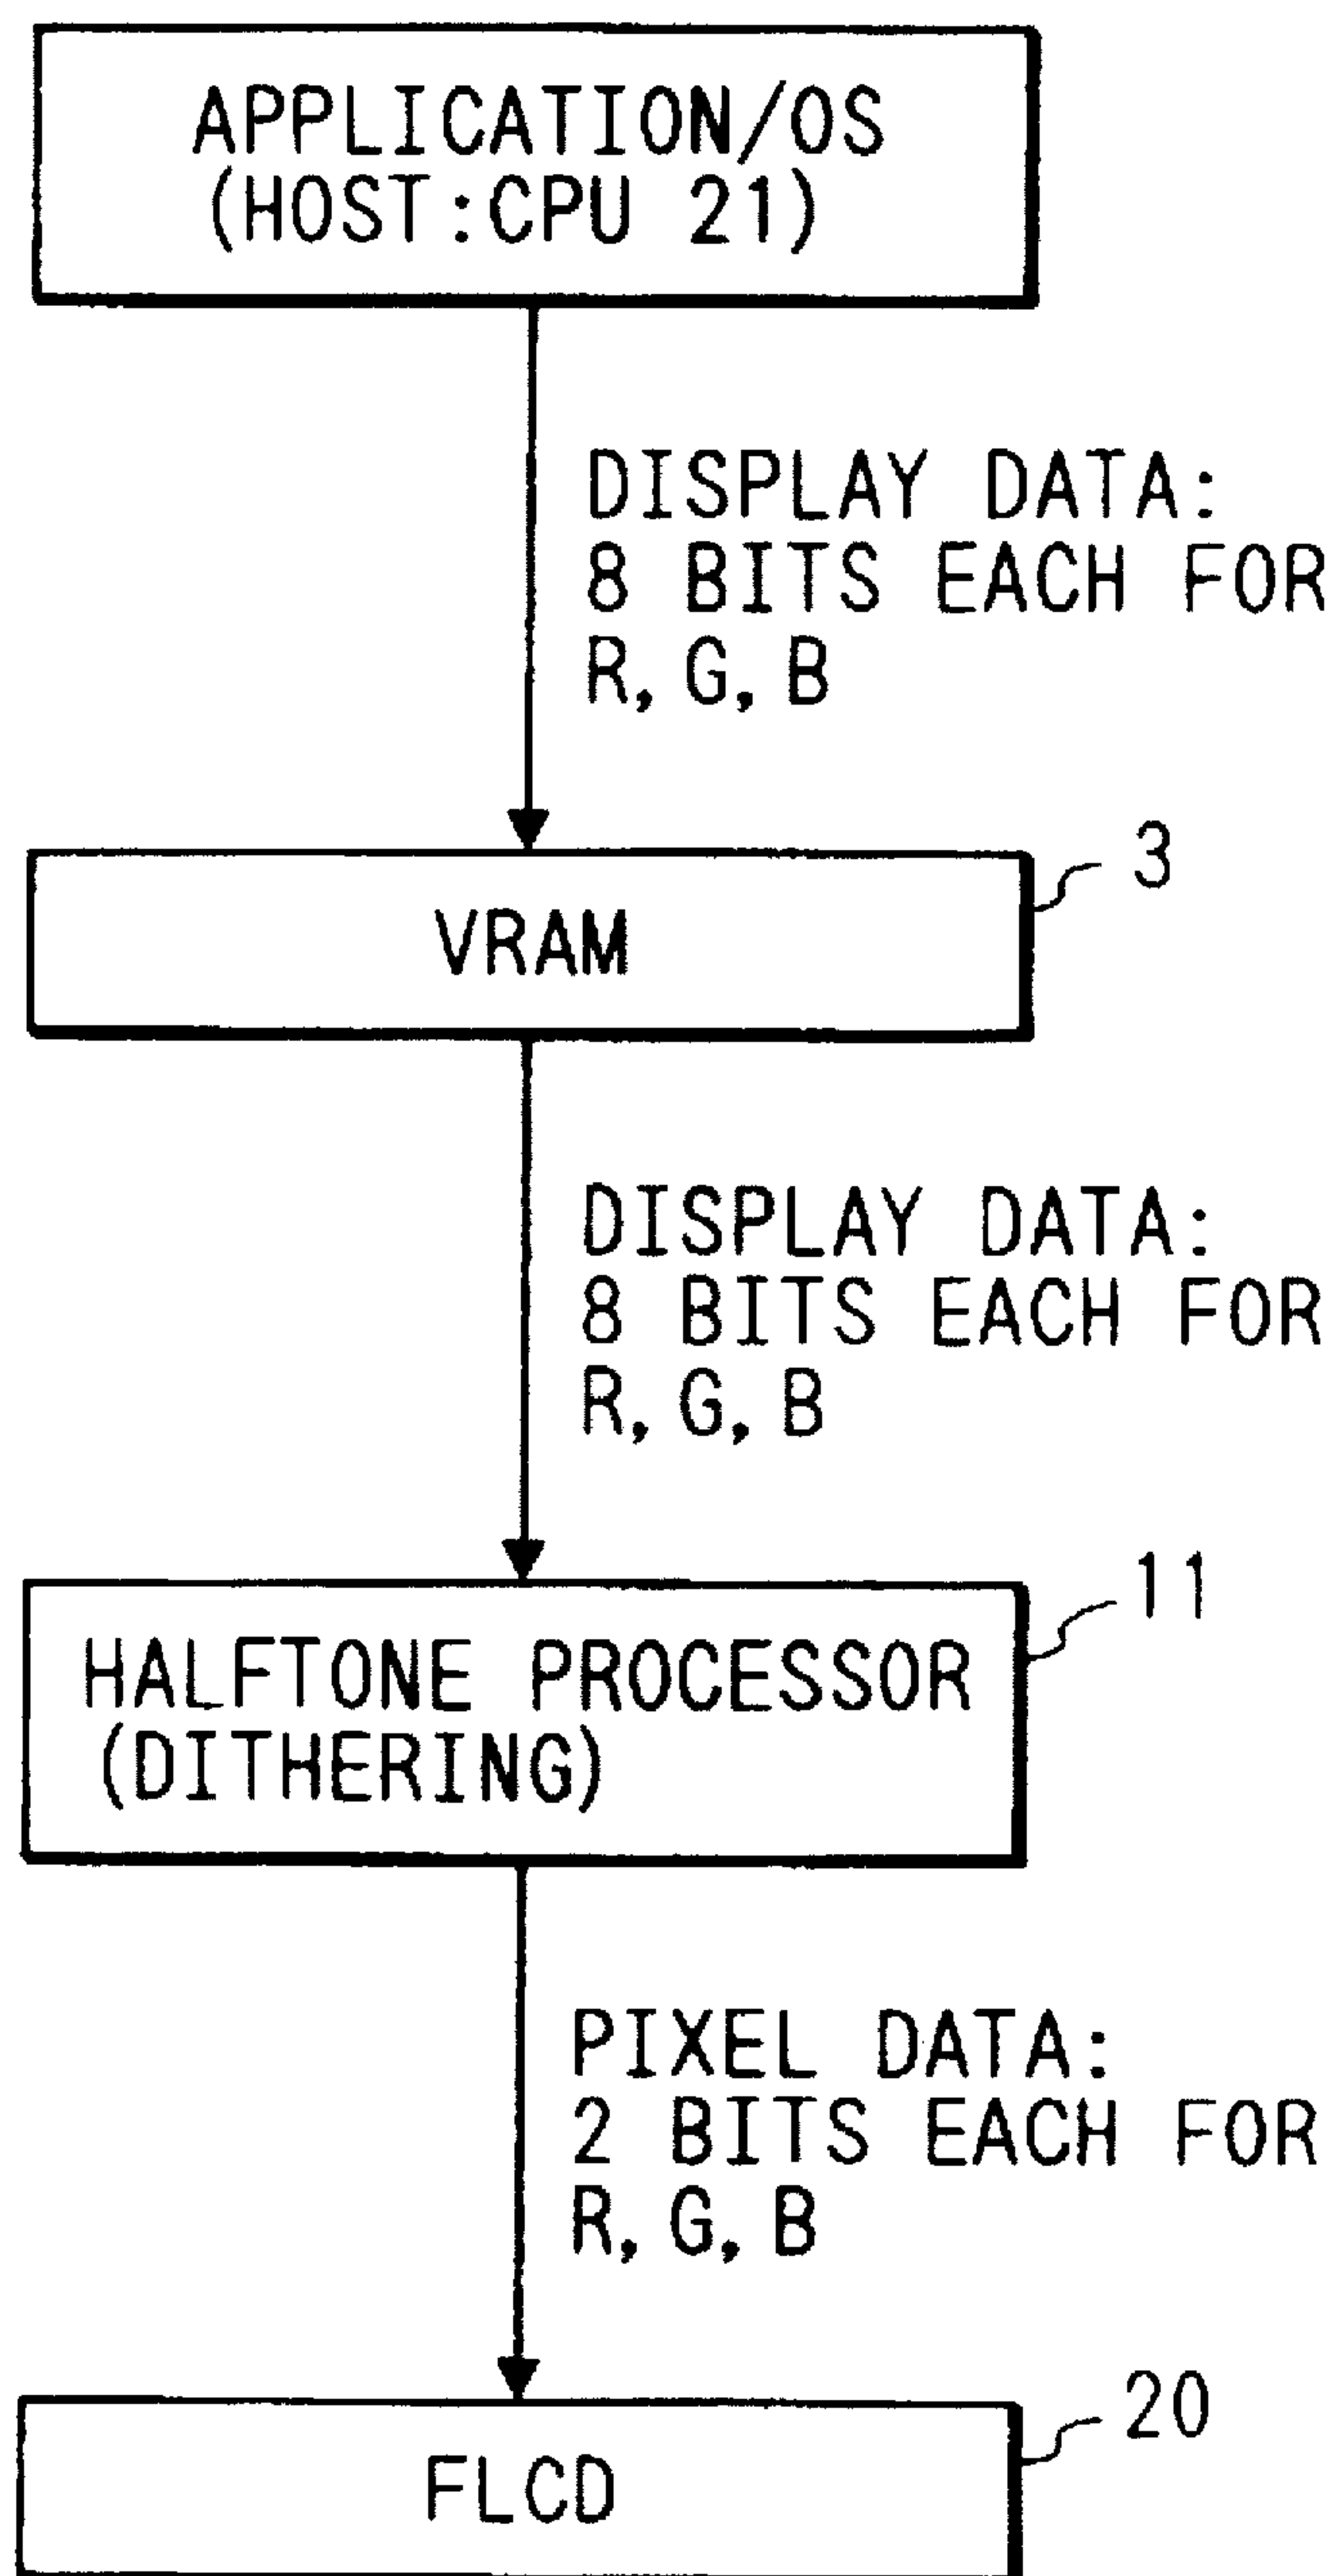 APPLICATION/OS
(HOST:CPU 21)
DISPLAY DATA:
8 BITS EACH FOR
R, G, B
3
VRAM
DISPLAY DATA:
8 BITS EACH FOR
R, G, B
11
HALFTONE PROCESSOR
(DITHERING)
PIXEL DATA:
2 BITS EACH FOR
R, G, B
20
FLCD